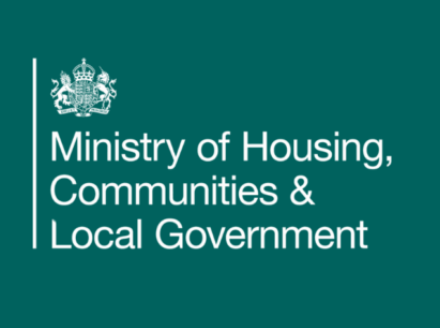 Ministry of Housing,
Communities &
Local Government